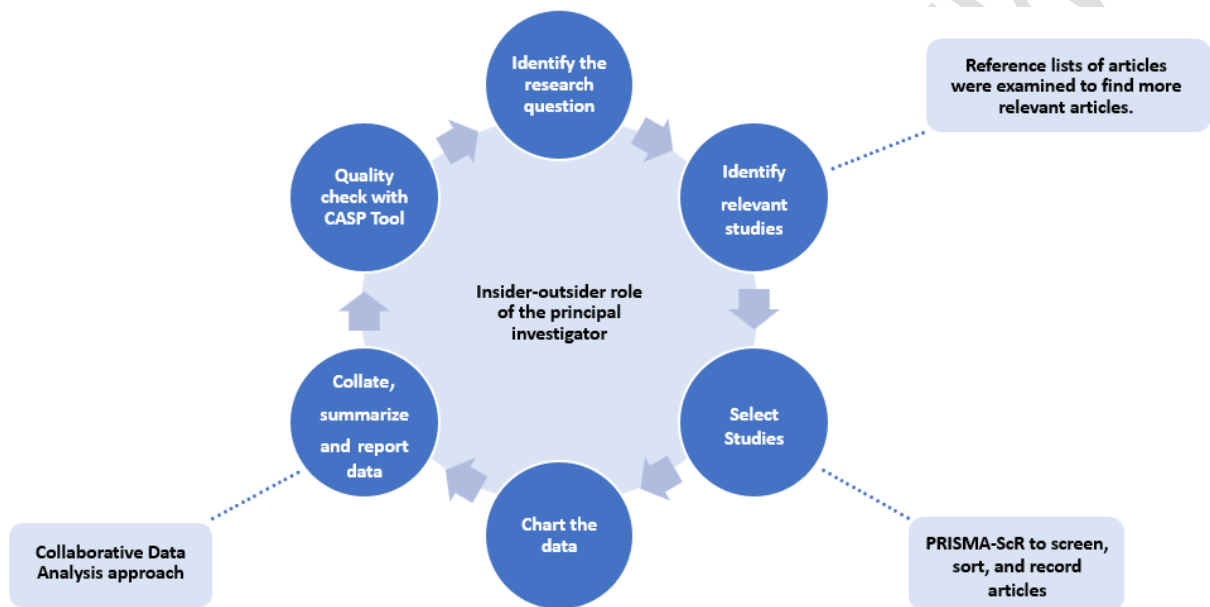 Identify the
research
question
Reference lists of articles
were examined to find more
relevant articles.
Identify
relevant
studies
Quality
check with
CASP Tool
Insider-outsider role
of the principal
investigator
Select
Studies
Collate,
summarize
and report
data
Chart the
data
PRISMA-ScR to screen,
sort, and record
articles
Collaborative Data
Analysis approach